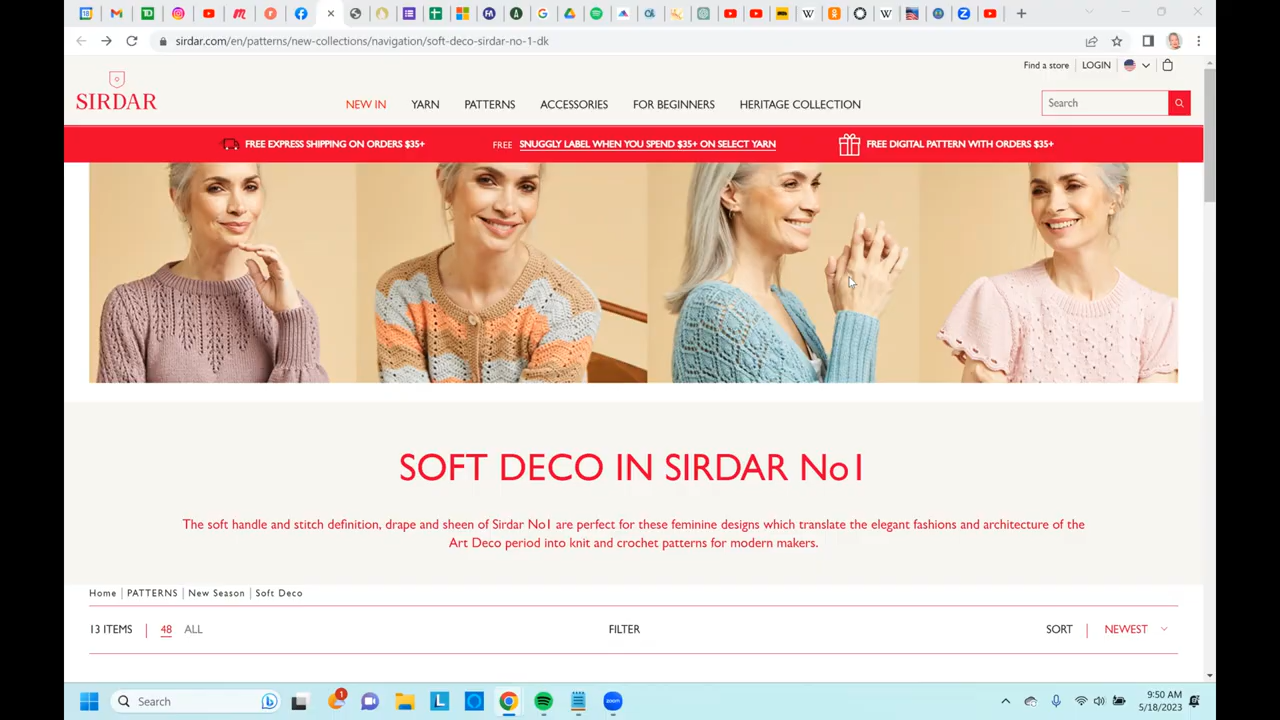 sirdar.com/en/patterns/new-collections/navigation/soft-deco-sirdar-no-1-dk
Find a store
LOGIN
SIRDAR
NEW IN
YARN
PATTERNS
ACCESSORIES
FOR BEGINNERS
HERITAGE COLLECTION
Search
FREE EXPRESS SHIPPING ON ORDERS $35+
FREE SNUGGLY LABEL WHEN YOU SPEND $35+ ON SELECT YARN
FREE DIGITAL PATTERN WITH ORDERS $35+
SOFT DECO IN SIRDAR No1
The soft handle and stitch definition, drape and sheen of Sirdar No1 are perfect for these feminine designs which translate the elegant fashions and architecture of the
Art Deco period into knit and crochet patterns for modern makers.
Home | PATTERNS | New Season | Soft Deco
13 ITEMS | 48 ALL
FILTER
SORT | NEWEST
Search
1
zoom
9:50 AM
5/18/2023